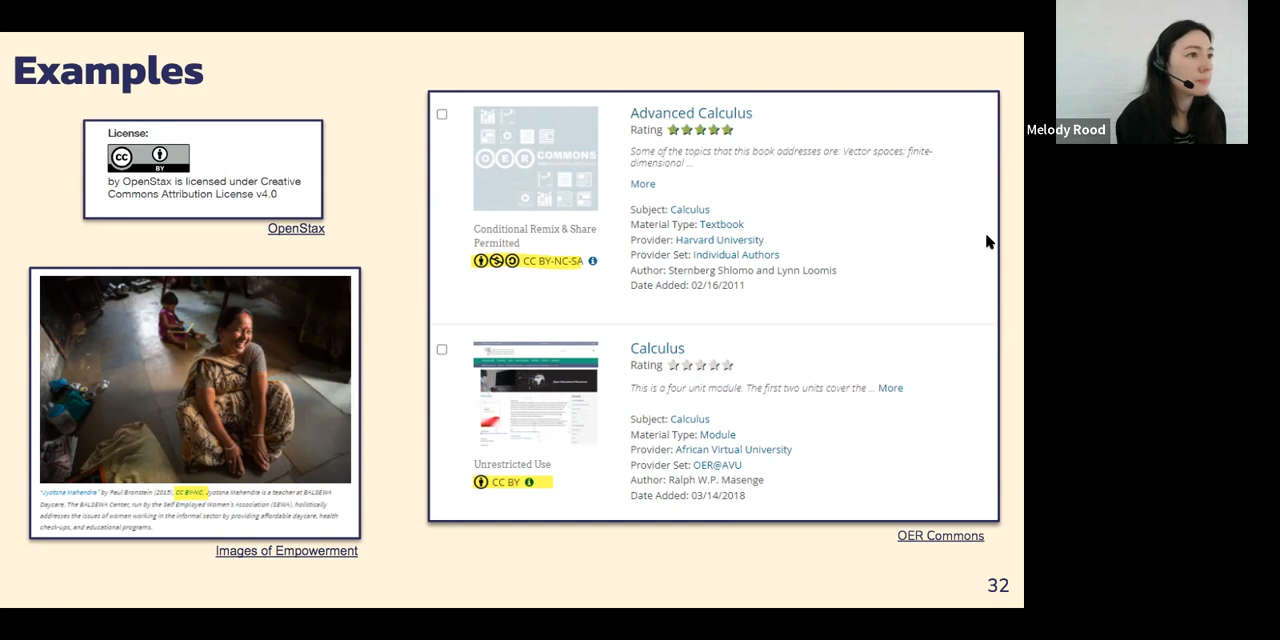 Examples
License:
CC BY
by OpenStax is licensed under Creative
Commons Attribution License v4.0
OpenStax
"Jyotsna Mahendra" by Paul Bronstein (2015), CC BY-NC. Jyotsna Mahendra is a teacher at BALSEWA
Daycare. The BALSEWA Center, run by the Self Employed Women's Association (SEWA), holistically
addresses the issues of women working in the informal sector by providing affordable daycare, health
check-ups, and educational programs.
Images of Empowerment
OER COMMONS
Conditional Remix & Share
Permitted
CC BY-NC-SA
Advanced Calculus
Rating
Some of the topics that this book addresses are: Vector spaces; finite-
dimensional ...
More
Subject: Calculus
Material Type: Textbook
Provider: Harvard University
Provider Set: Individual Authors
Author: Sternberg Shlomo and Lynn Loomis
Date Added: 02/16/2011
Unrestricted Use
CC BY
Calculus
Rating
This is a four unit module. The first two units cover the ... More
Subject: Calculus
Material Type: Module
Provider: African Virtual University
Provider Set: OER@AVU
Author: Ralph W.P. Masenge
Date Added: 03/14/2018
OER Commons
32
Melody Rood